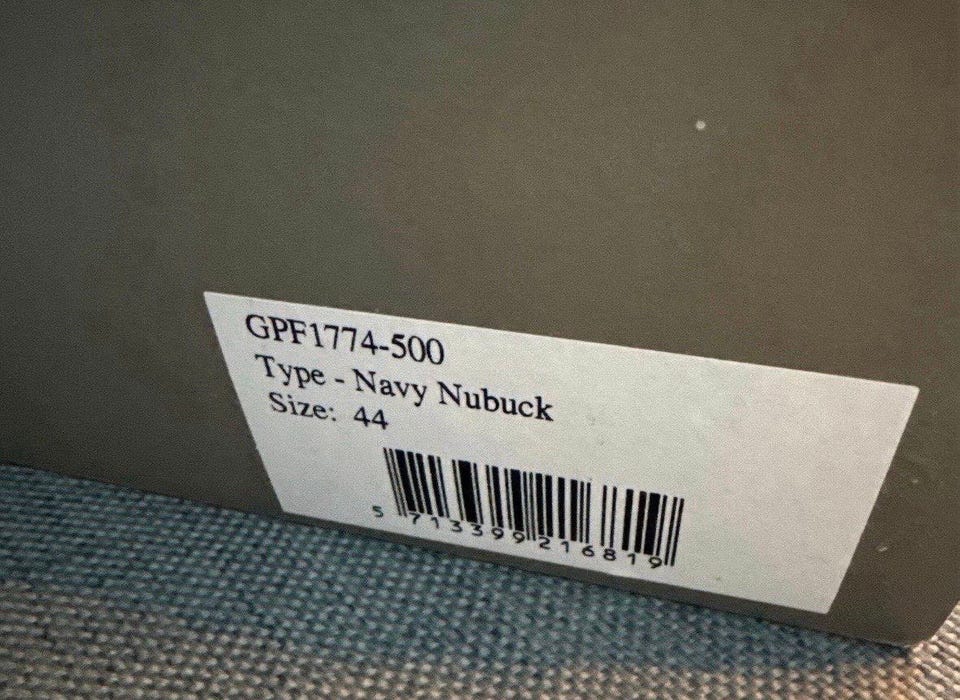 GPF1774-500
Type - Navy Nubuck
Size: 44
5 713399 216819